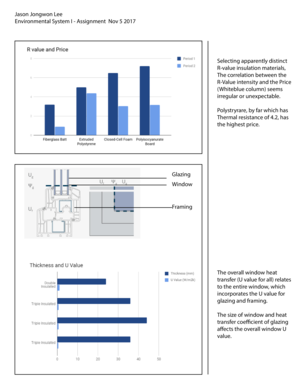 Jason Jongwon Lee
Environmental System I - Assignment Nov 5 2017
R value and Price
Period 1
Period 2
Fiberglass Batt
Extruded
Polystyrene
Closed-Cell Foam
Polyisocyanurate
Board
Selecting apparently distinct
R-value insulation materials,
The correlation between the
R-Value intensity and the Price
(Whiteblue column) seems
irregular or unexpectable.
Polystryrare, by far which has
Thermal resistance of 4.2, has
the highest price.
Glazing
Window
Framing
Thickness and U Value
Thickness (mm)
U-Value (W/m2k)
Double
Insulation
Triple Insulation
Triple Insulation
Triple Insulation
0
10
20
30
40
50
The overall window heat
transfer (U value for all) relates
to the entire window, which
incorporates the U value for
glazing and framing.
The size of window and heat
transfer coefficient of glazing
affects the overall window U
value.